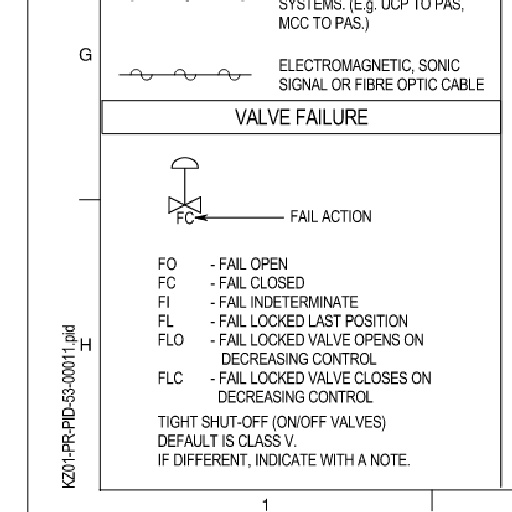 SYSTEMS. (E.g. UCP TO PAS,
MCC TO PAS.)
G
ELECTROMAGNETIC, SONIC
SIGNAL OR FIBRE OPTIC CABLE
VALVE FAILURE
FC
FAIL ACTION
FO - FAIL OPEN
FC - FAIL CLOSED
FI - FAIL INDETERMINATE
FL - FAIL LOCKED LAST POSITION
FLO - FAIL LOCKED VALVE OPENS ON
DECREASING CONTROL
FLC - FAIL LOCKED VALVE CLOSES ON
DECREASING CONTROL
H
KZ01-PR-PID-53-00011.pid
TIGHT SHUT-OFF (ON/OFF VALVES)
DEFAULT IS CLASS V.
IF DIFFERENT, INDICATE WITH A NOTE.
1